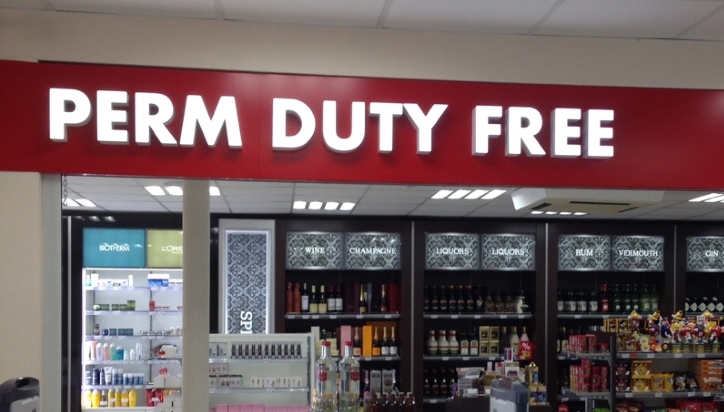 PERM DUTY FREE
BIOTHERM
L'ORÉAL
WINE
CHAMPAGNE
LIQUORS
LIQUORS
RUM
VERMOUTH
GIN